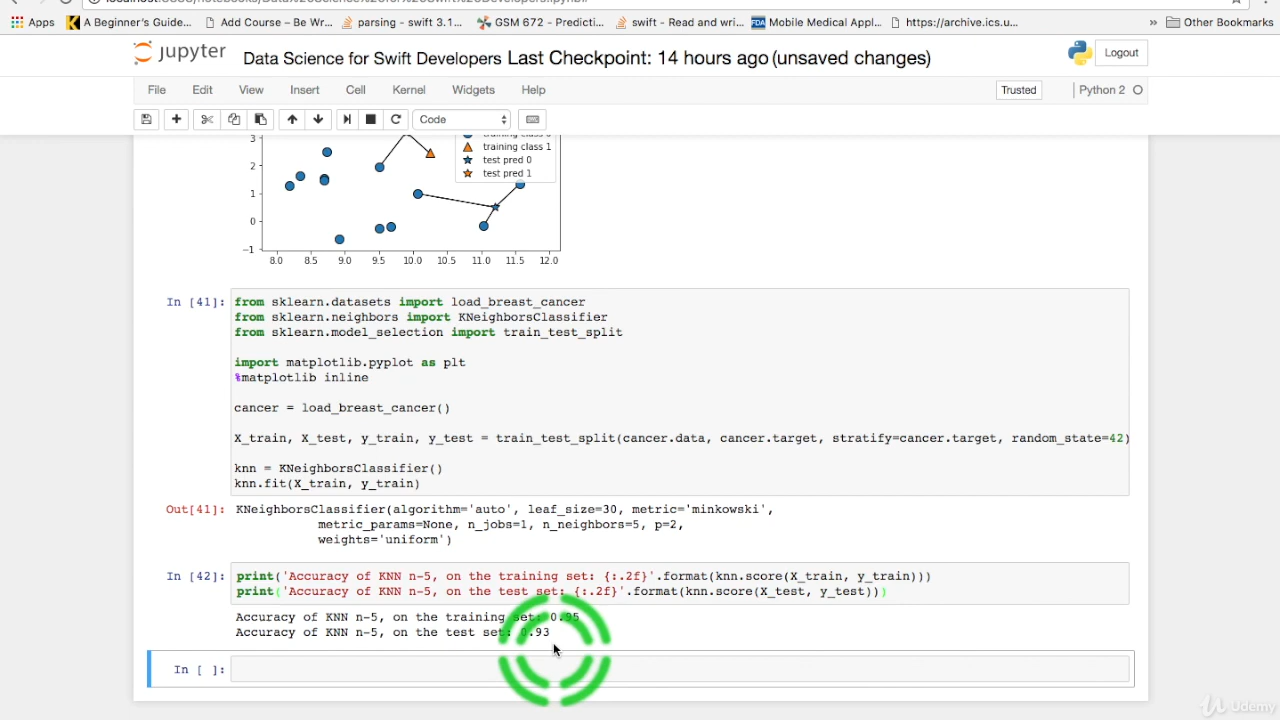 Apps A Beginner's Guide... Add Course – Be Wr... parsing - swift 3.1... GSM 672 - Predicti... swift - Read and wri... FDA Mobile Medical Appl... https://archive.ics.u... » Other Bookmarks
jupyter Data Science for Swift Developers Last Checkpoint: 14 hours ago (unsaved changes) Logout
File Edit View Insert Cell Kernel Widgets Help Trusted Python 2
Code
3
training class 1
2 test pred 0
test pred 1
1
0
−1
8.0 8.5 9.0 9.5 10.0 10.5 11.0 11.5 12.0
In [41]: from sklearn.datasets import load_breast_cancer
from sklearn.neighbors import KNeighborsClassifier
from sklearn.model_selection import train_test_split
import matplotlib.pyplot as plt
%matplotlib inline
cancer = load_breast_cancer()
X_train, X_test, y_train, y_test = train_test_split(cancer.data, cancer.target, stratify=cancer.target, random_state=42)
knn = KNeighborsClassifier()
knn.fit(X_train, y_train)
Out[41]: KNeighborsClassifier(algorithm='auto', leaf_size=30, metric='minkowski',
metric_params=None, n_jobs=1, n_neighbors=5, p=2,
weights='uniform')
In [42]: print('Accuracy of KNN n-5, on the training set: {:.2f}'.format(knn.score(X_train, y_train)))
print('Accuracy of KNN n-5, on the test set: {:.2f}'.format(knn.score(X_test, y_test)))
Accuracy of KNN n-5, on the training set: 0.95
Accuracy of KNN n-5, on the test set: 0.93
In [ ]:
Udemy